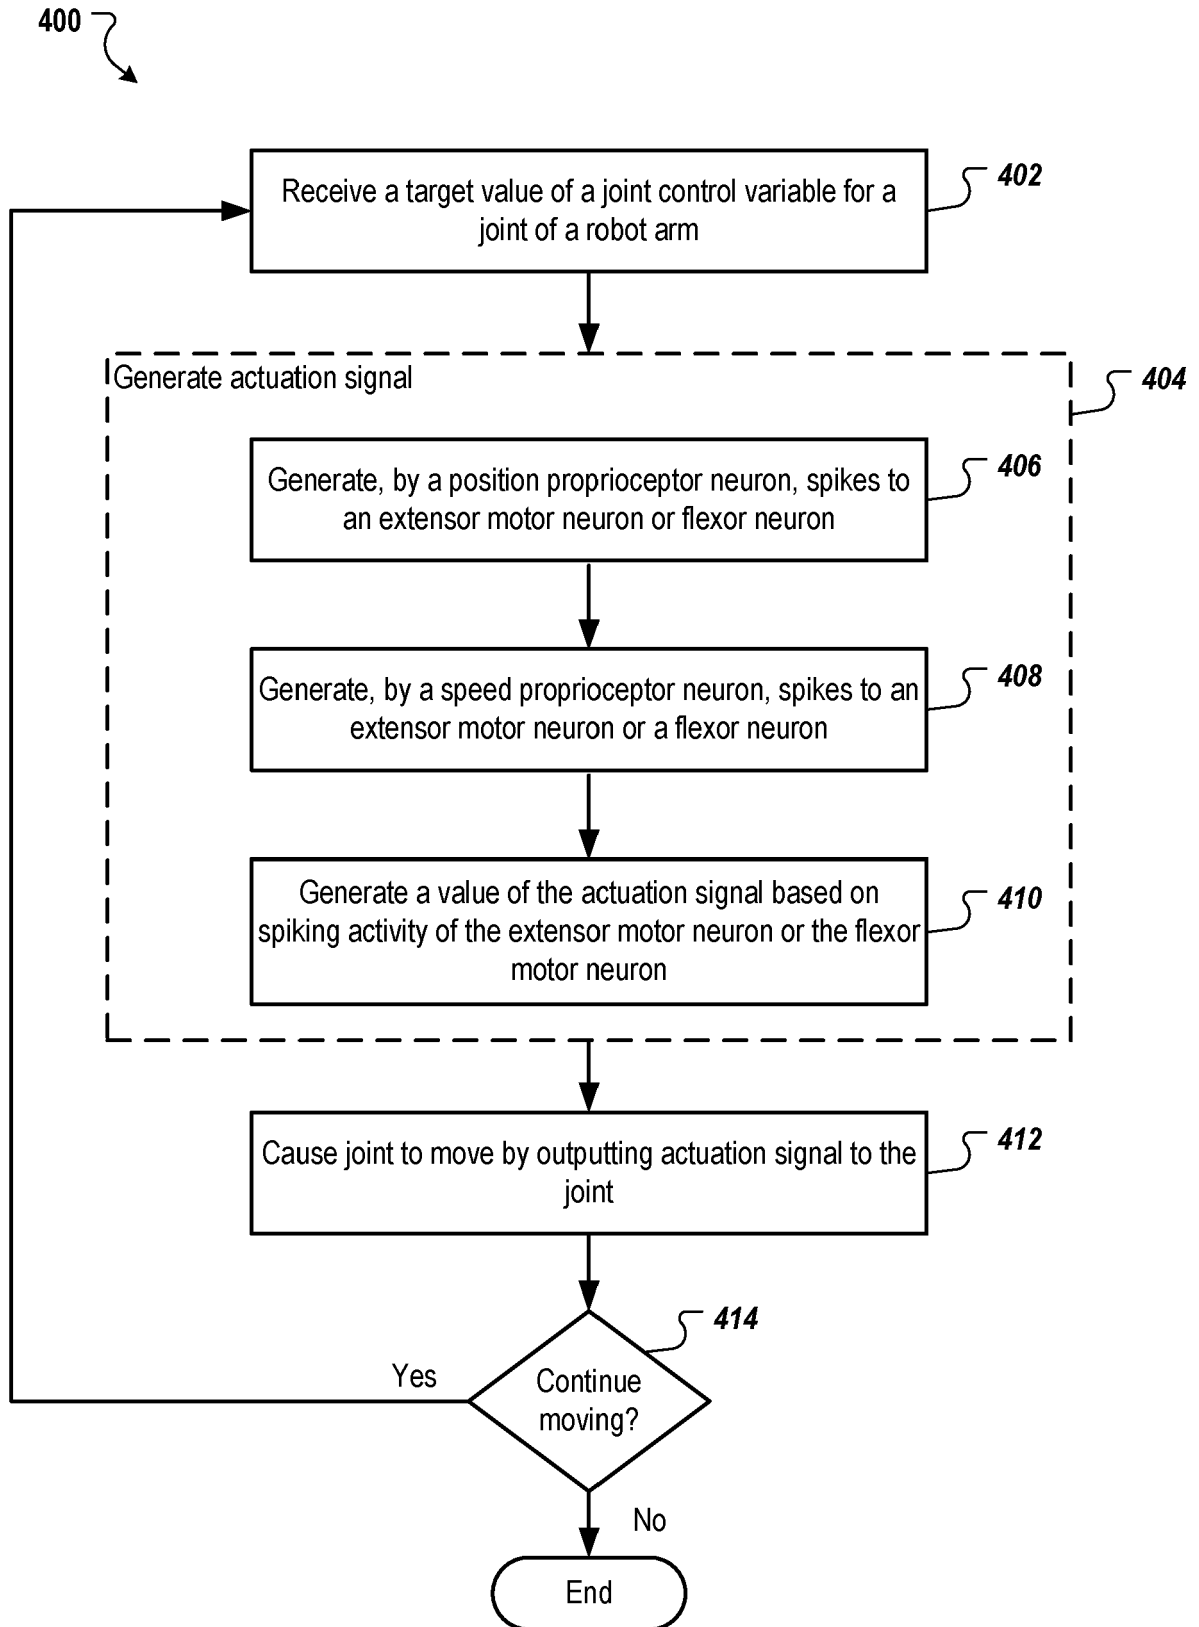 400
Receive a target value of a joint control variable for a
joint of a robot arm
402
Generate actuation signal
404
Generate, by a position proprioceptor neuron, spikes to
an extensor motor neuron or flexor neuron
406
Generate, by a speed proprioceptor neuron, spikes to an
extensor motor neuron or a flexor neuron
408
Generate a value of the actuation signal based on
spiking activity of the extensor motor neuron or the flexor
motor neuron
410
Cause joint to move by outputting actuation signal to the
joint
412
414
Yes
Continue
moving?
No
End